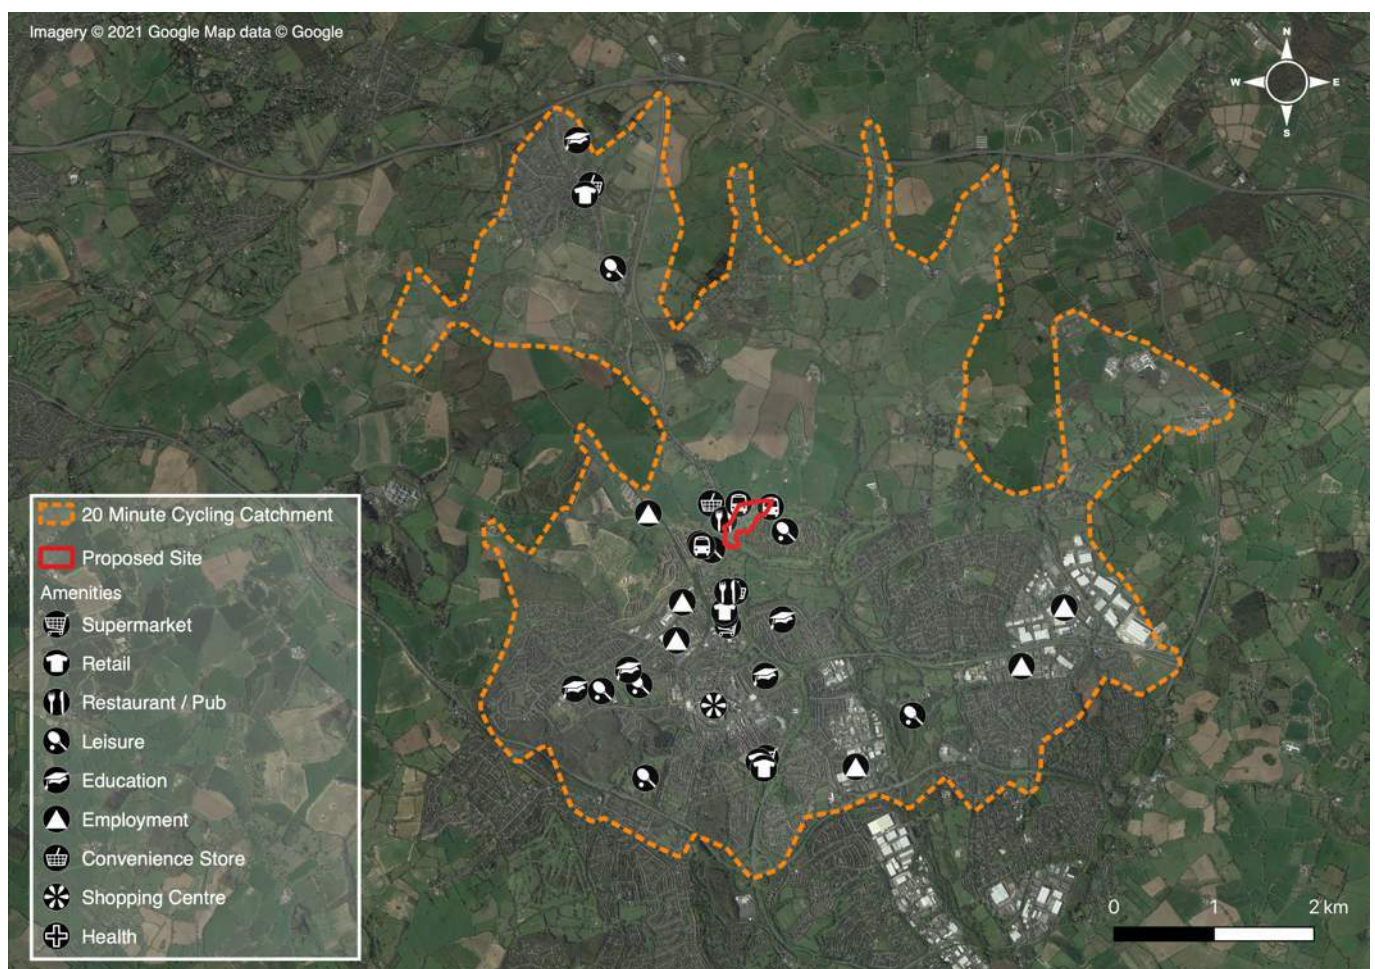 Imagery © 2021 Google Map data © Google
N
W
E
S
20 Minute Cycling Catchment
Proposed Site
Amenities
Supermarket
Retail
Restaurant / Pub
Leisure
Education
Employment
Convenience Store
Shopping Centre
Health
0 1 2 km